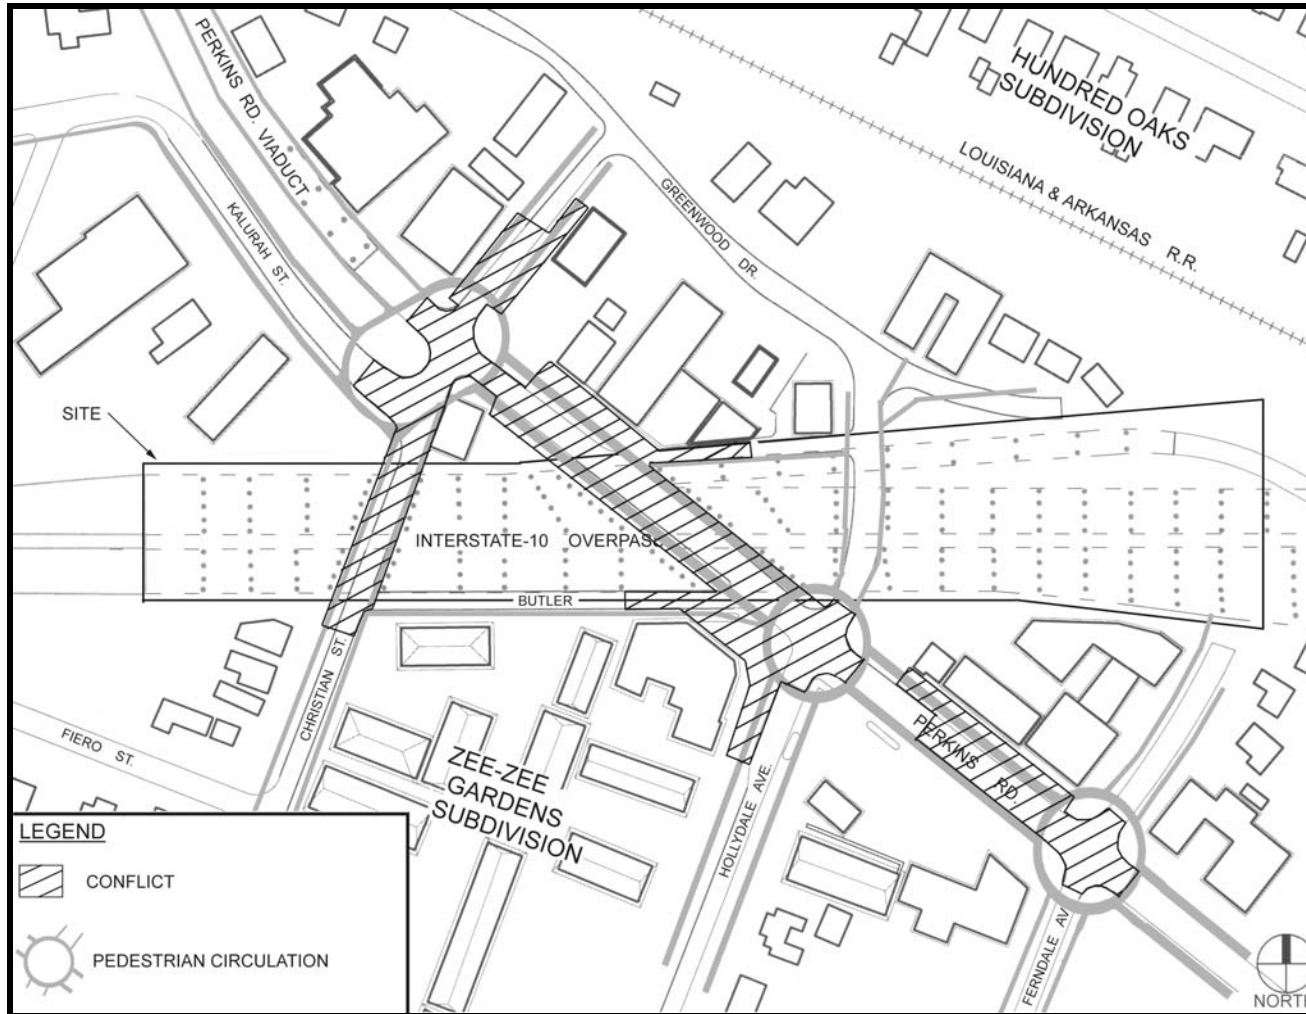 PERKINS RD. VIADUCT
HUNDRED OAKS
SUBDIVISION
LOUISIANA & ARKANSAS R.R.
KALURAH ST.
GREENWOOD DR.
SITE
INTERSTATE-10 OVERPASS
BUTLER
CHRISTIAN ST.
FIERO ST.
ZEE-ZEE
GARDENS
SUBDIVISION
PERKINS RD.
HOLLYDALE AVE.
FERNDALE AV
LEGEND
CONFLICT
PEDESTRIAN CIRCULATION
NORTH